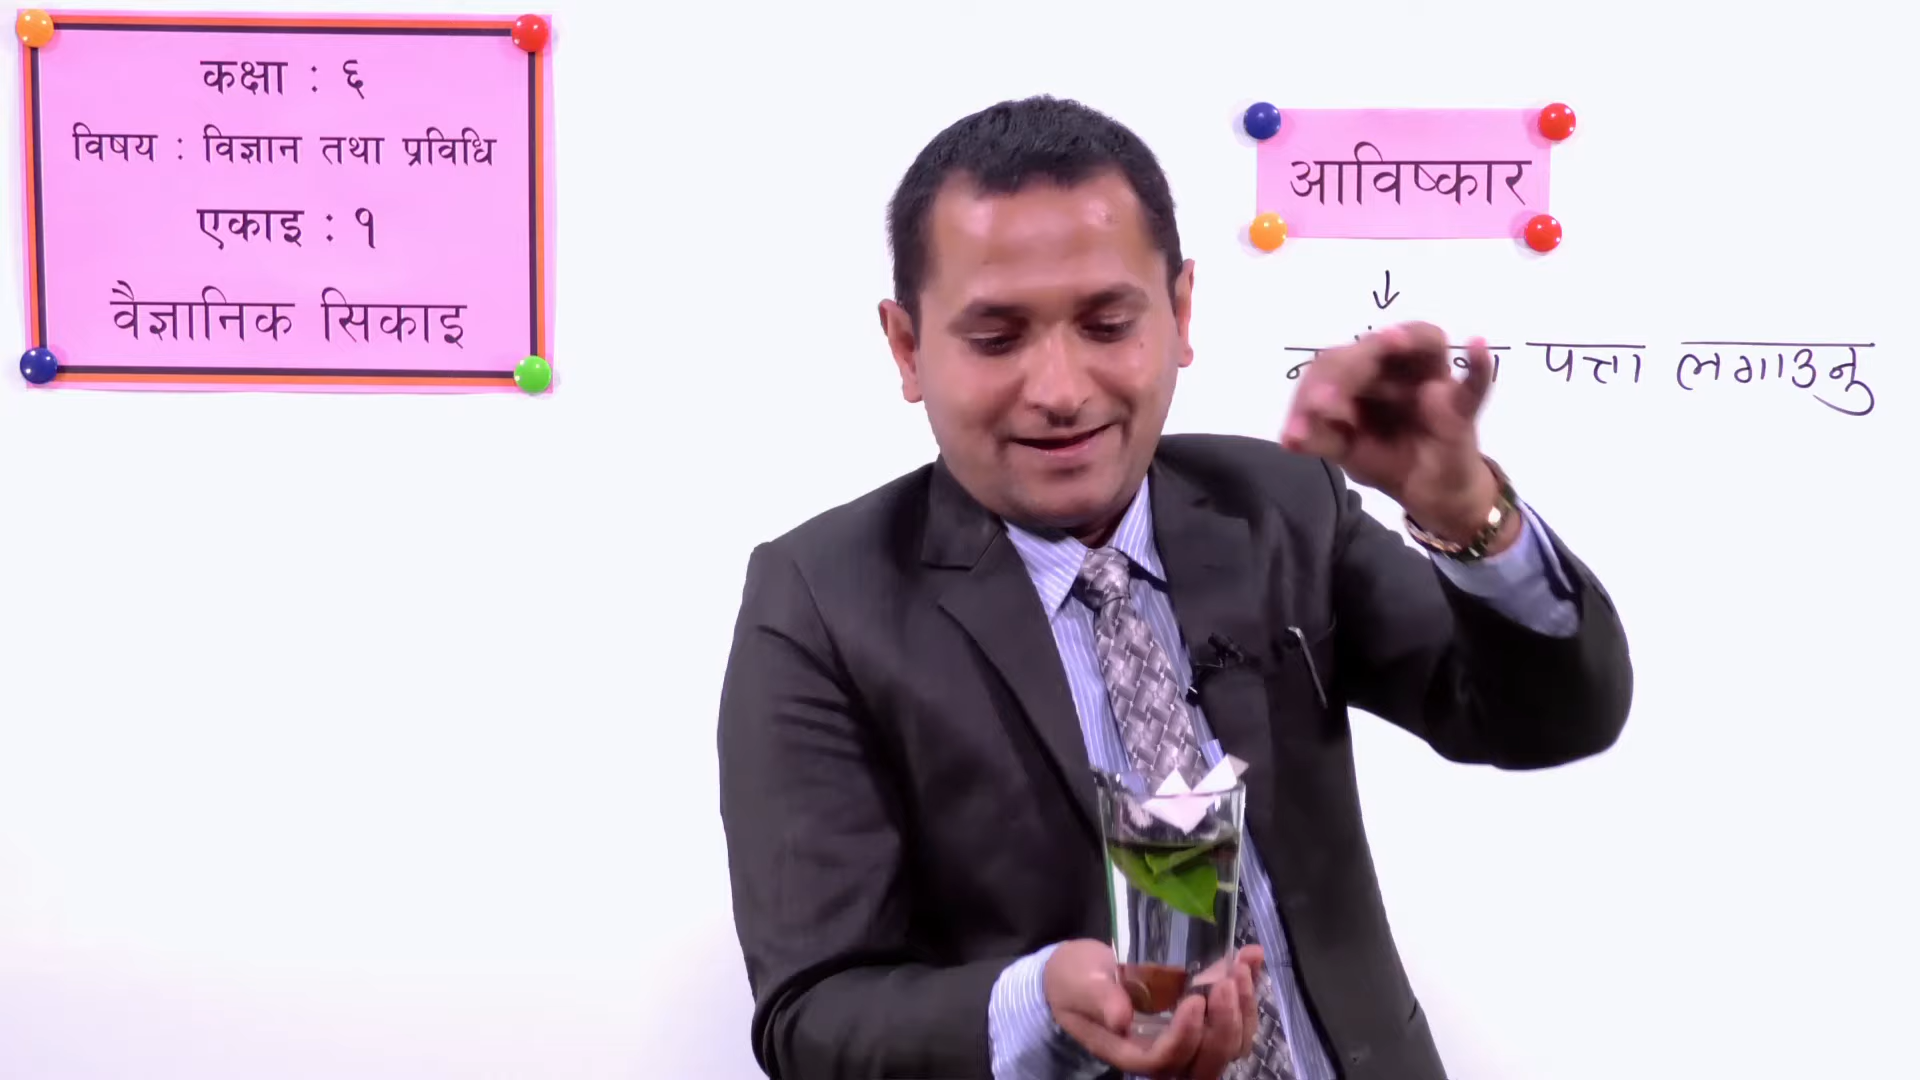 कक्षा : ६
विषय : विज्ञान तथा प्रविधि
एकाइ : १
वैज्ञानिक सिकाइ
आविष्कार
↓
पत्ता लगाउनु